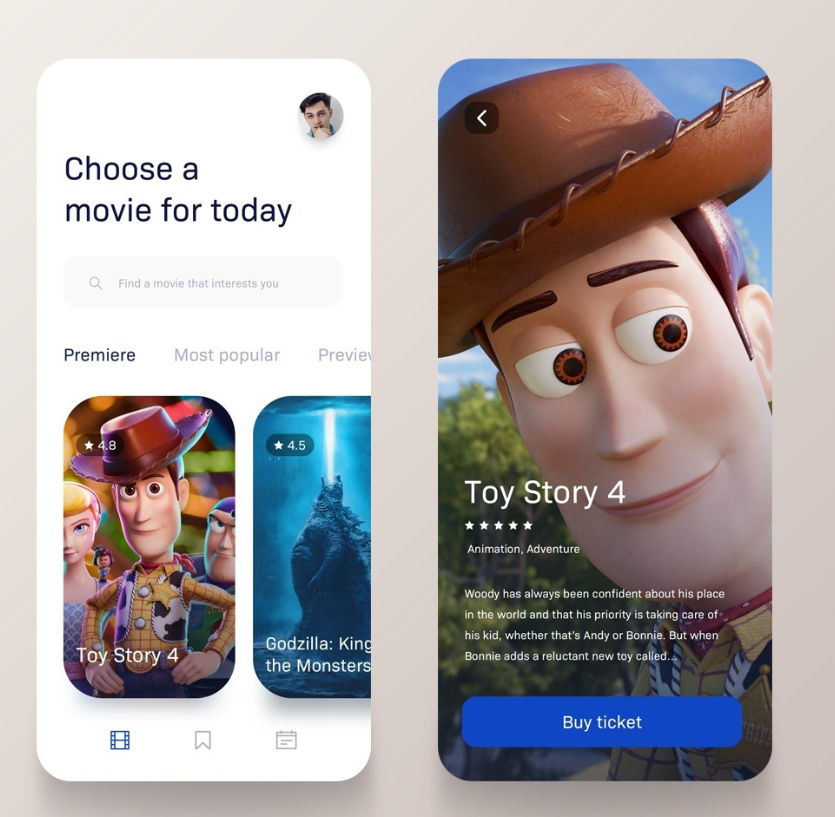 Choose a
movie for today
Find a movie that interests you
Premiere
Most popular
4.8
4.5
Toy Story 4
Godzilla: King
the Monsters
Toy Story 4
Animation, Adventure
Woody has always been confident about his place
in the world and that his priority is taking care of
his kid, whether that's Andy or Bonnie. But when
Bonnie adds a reluctant new toy called...
Buy ticket